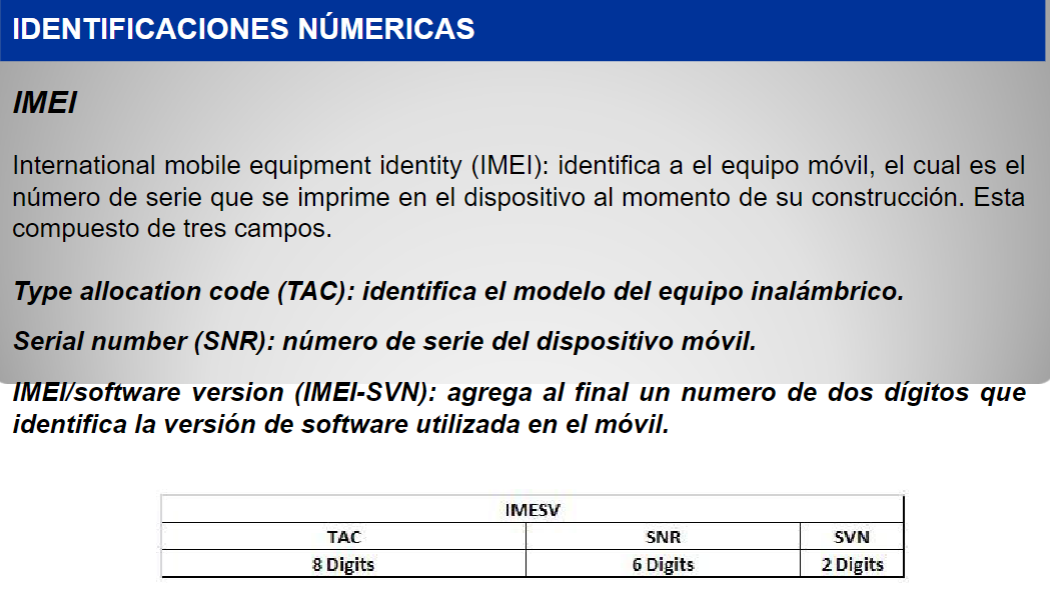 IDENTIFICACIONES NÚMERICAS
IMEI
International mobile equipment identity (IMEI): identifica a el equipo móvil, el cual es el
número de serie que se imprime en el dispositivo al momento de su construcción. Esta
compuesto de tres campos.
Type allocation code (TAC): identifica el modelo del equipo inalámbrico.
Serial number (SNR): número de serie del dispositivo móvil.
IMEI/software version (IMEI-SVN): agrega al final un numero de dos dígitos que
identifica la versión de software utilizada en el móvil.
IMESV
TAC SNR SVN
8 Digits 6 Digits 2 Digits